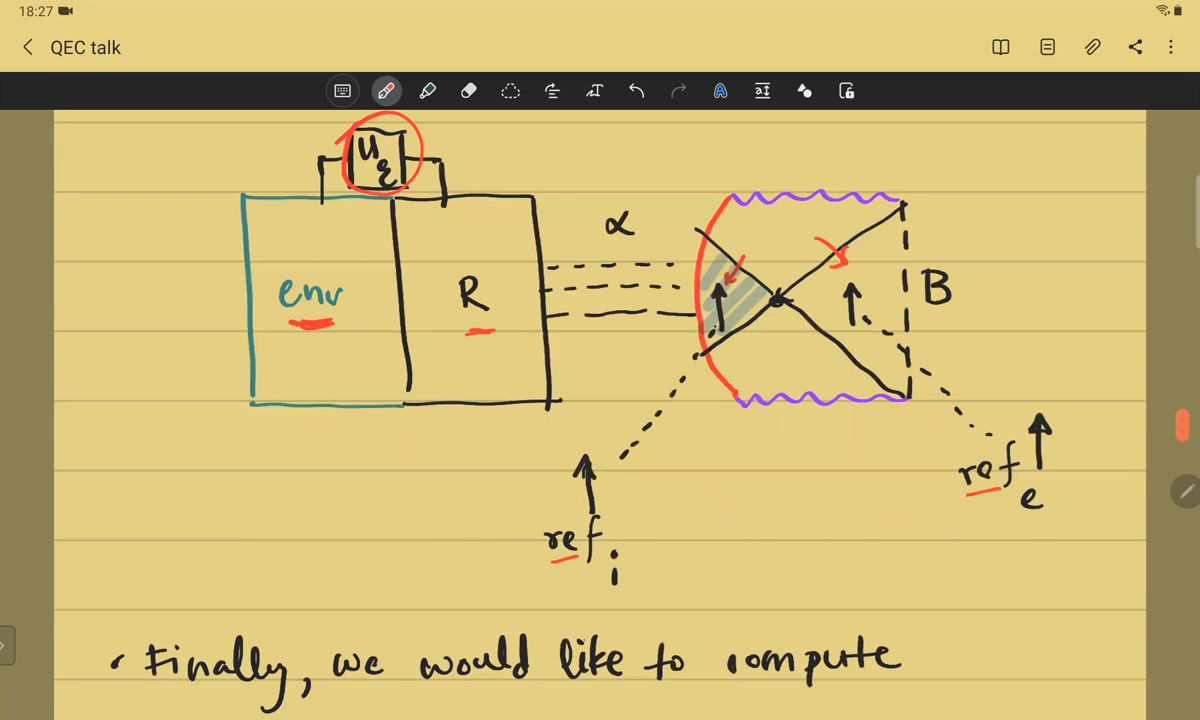 18:27
QEC talk
U
ε
α
env
R
B
ref i
ref e
• Finally, we would like to compute